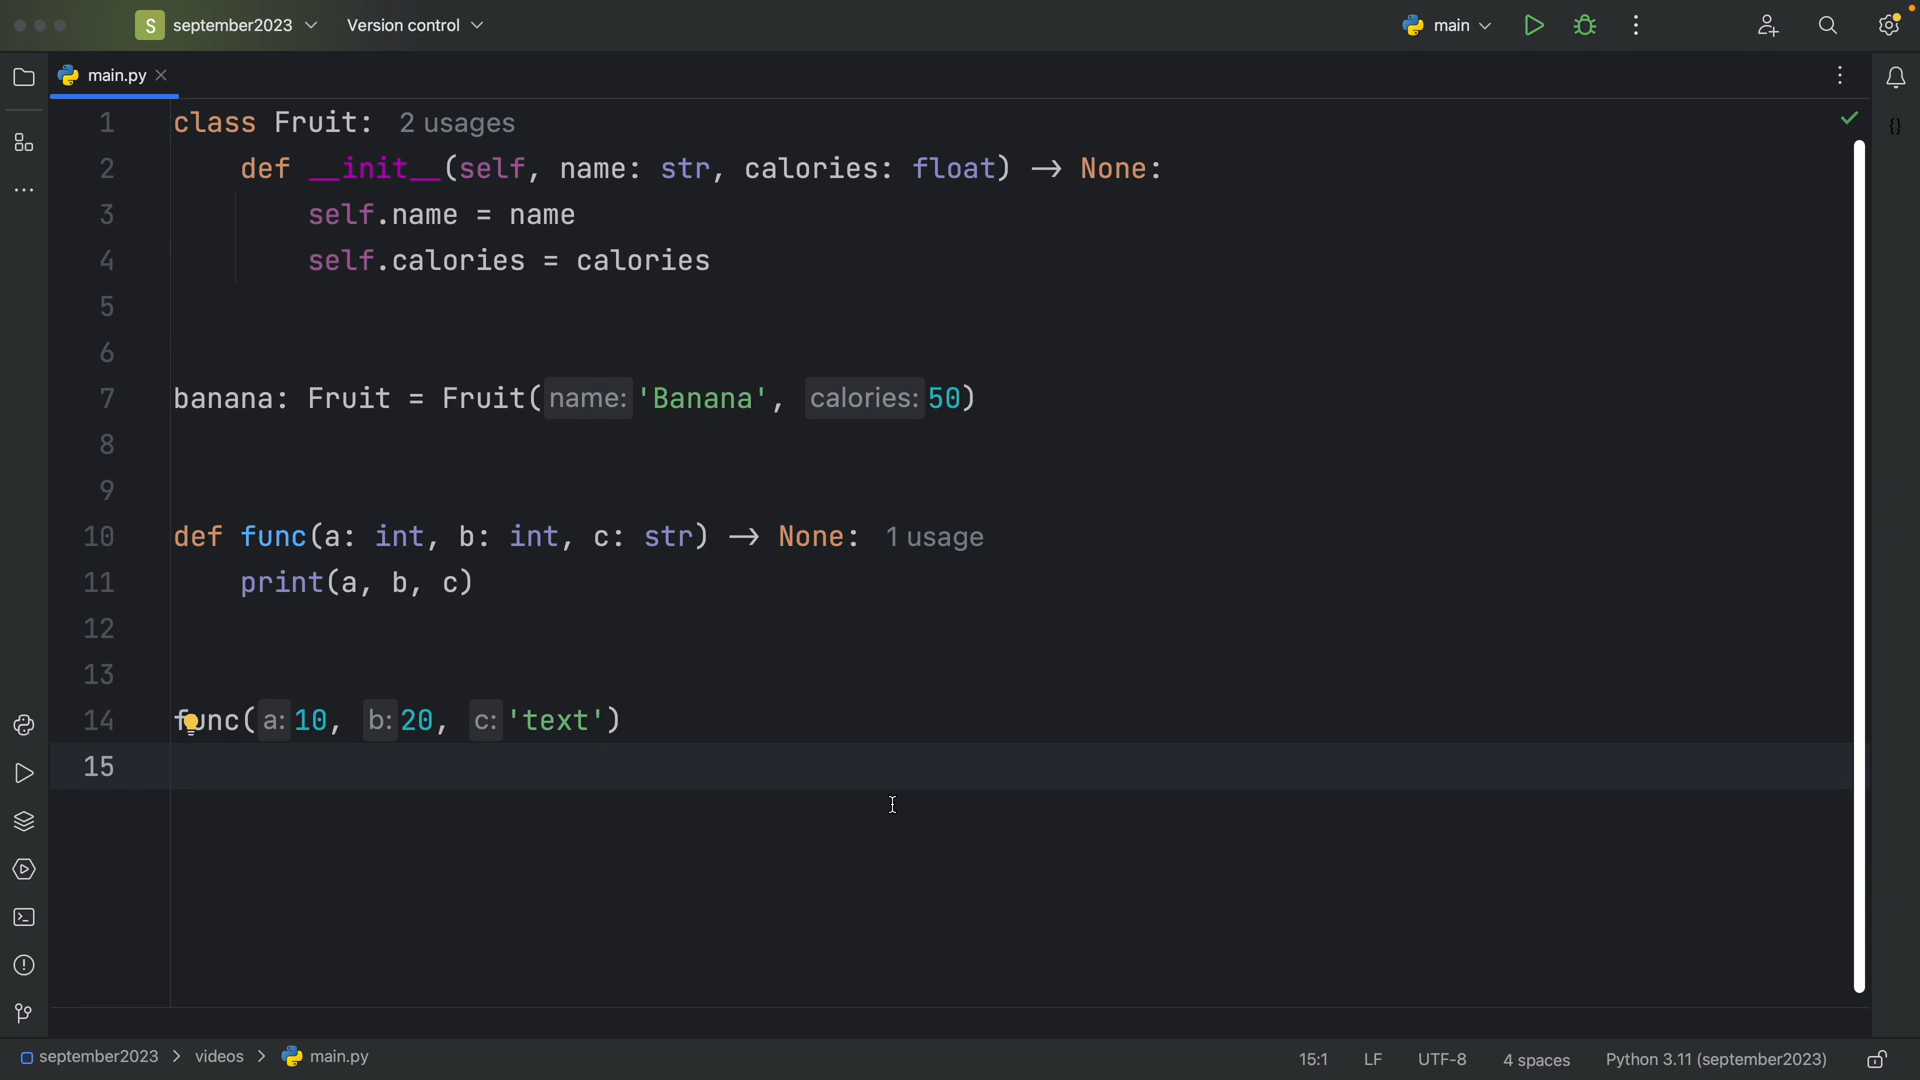 S september2023 Version control main
main.py
1 class Fruit: 2 usages
2 def __init__(self, name: str, calories: float) → None:
3 self.name = name
4 self.calories = calories
5
6
7 banana: Fruit = Fruit( name: 'Banana', calories: 50)
8
9
10 def func(a: int, b: int, c: str) → None: 1 usage
11 print(a, b, c)
12
13
14 func( a: 10, b: 20, c: 'text')
15
september2023 > videos > main.py 15:1 LF UTF-8 4 spaces Python 3.11 (september2023)